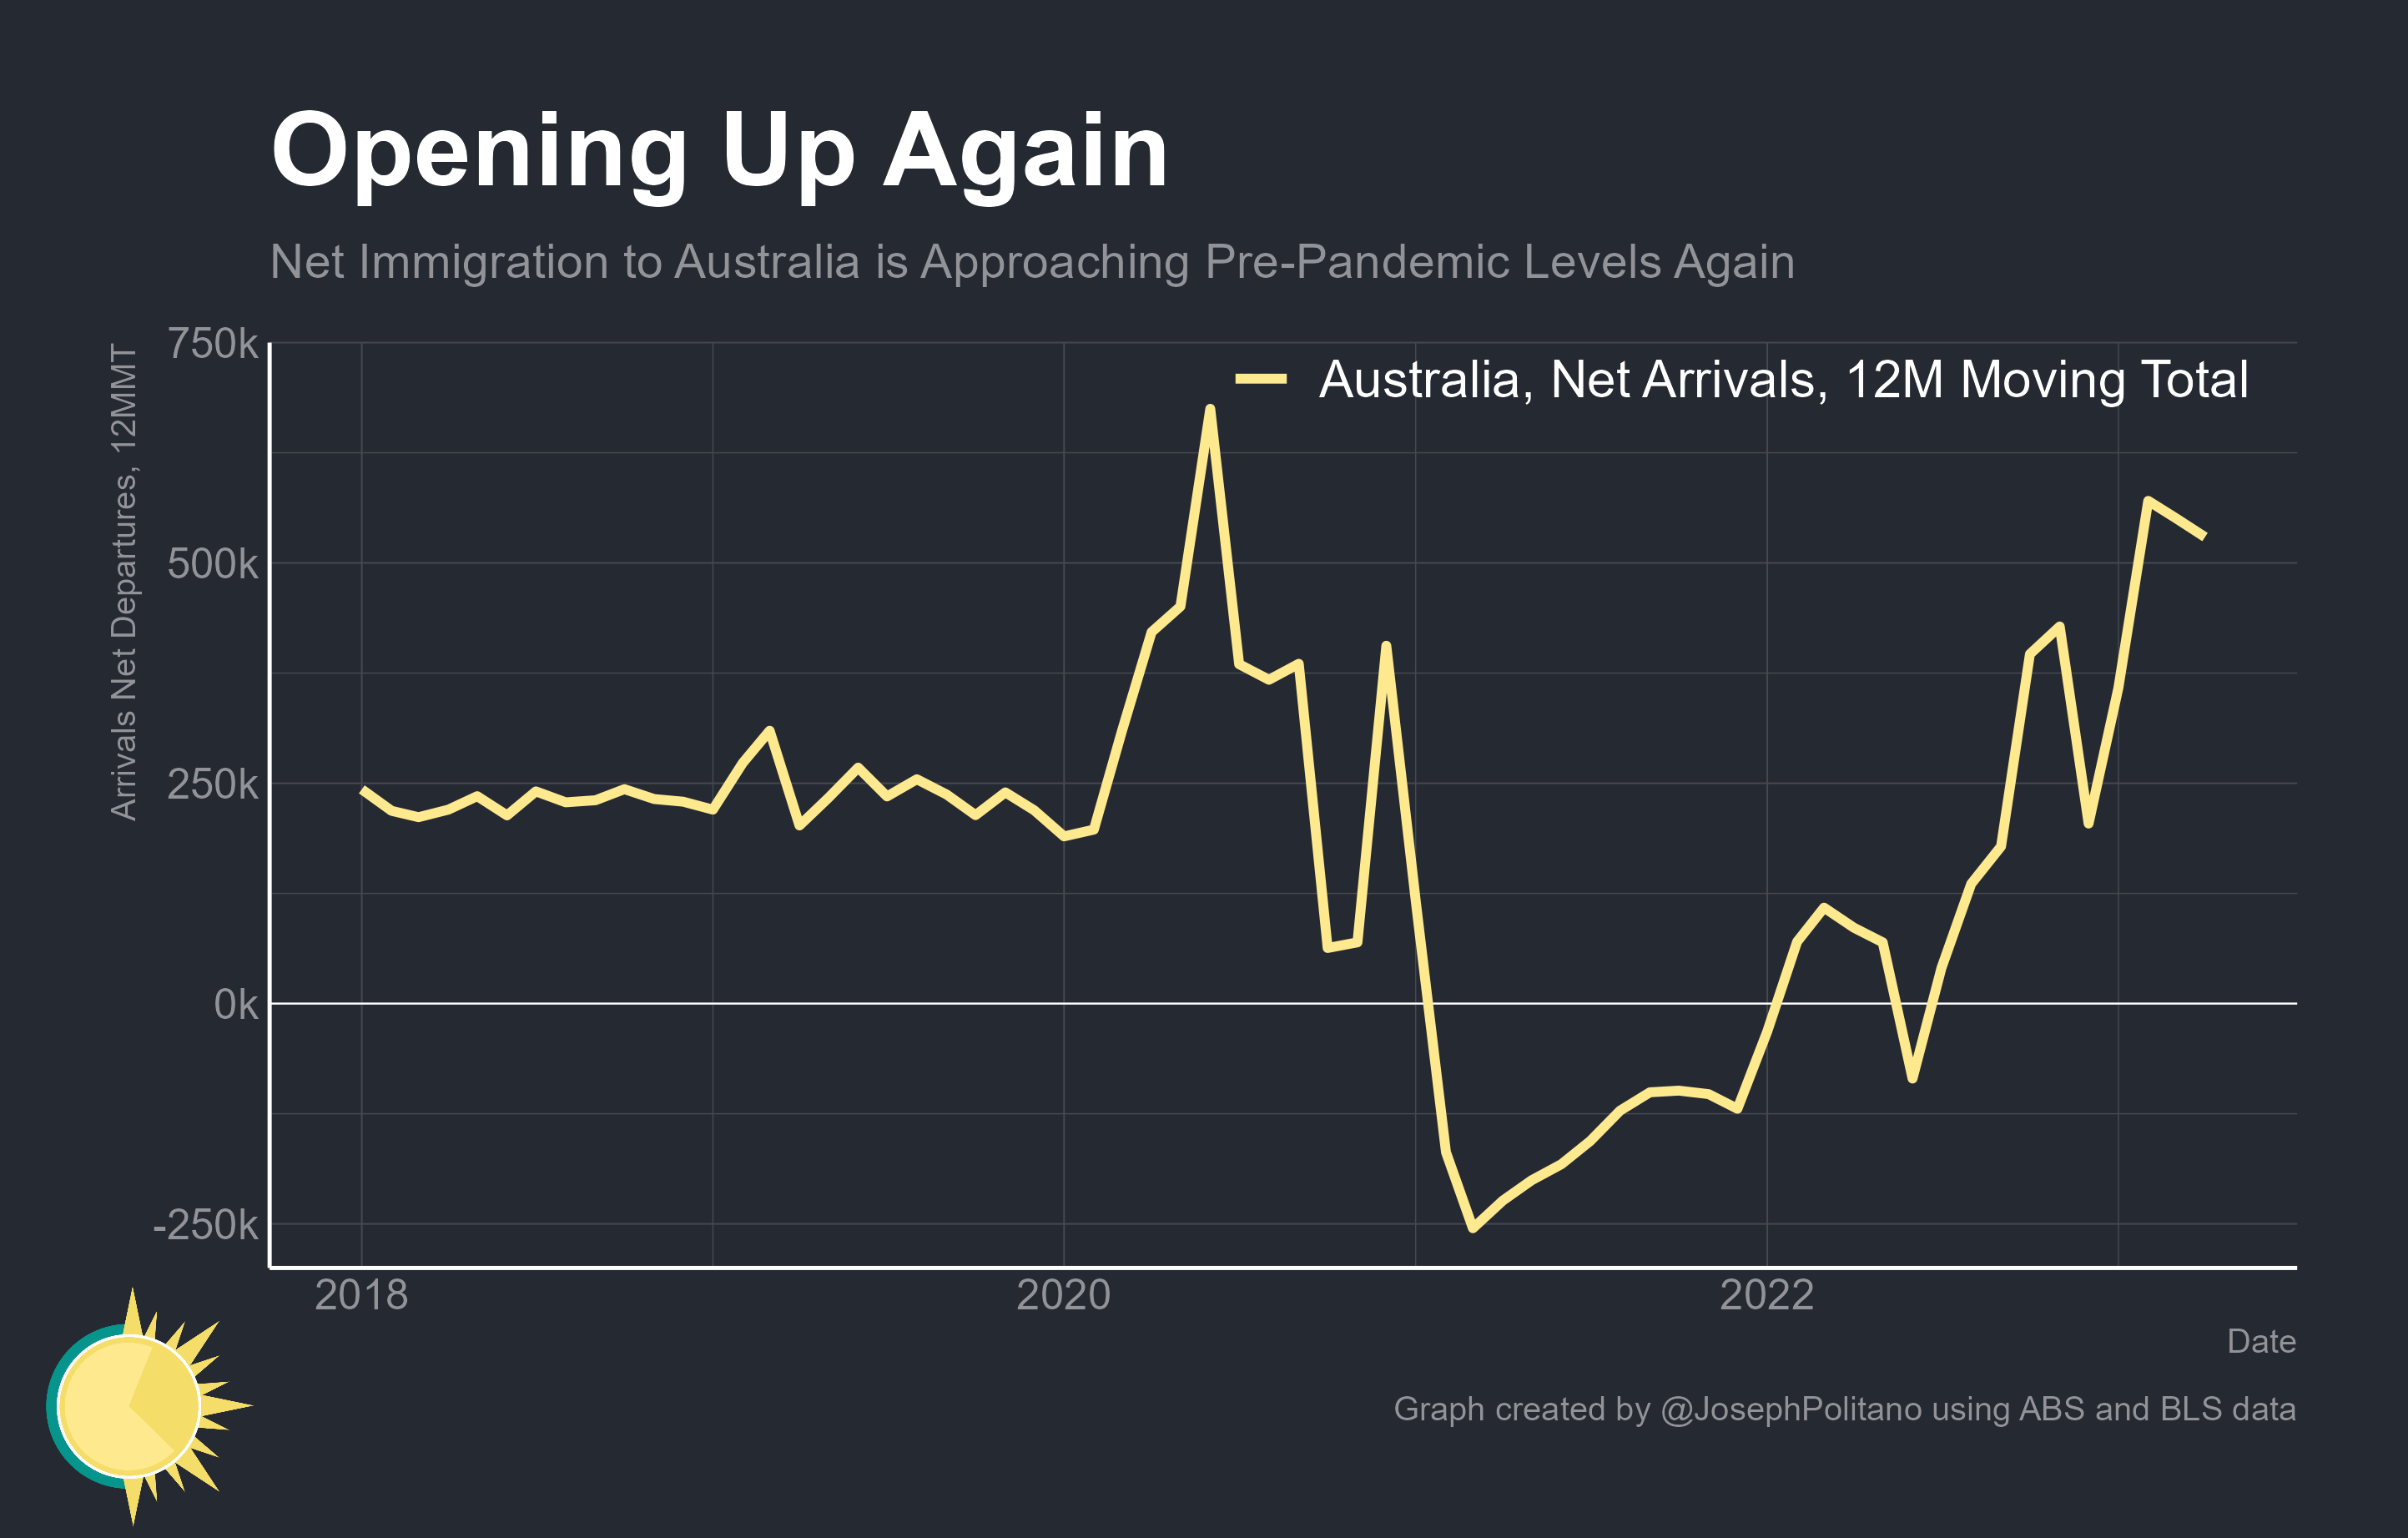 Opening Up Again
Net Immigration to Australia is Approaching Pre-Pandemic Levels Again
Arrivals Net Departures, 12MMT
750k
500k
250k
0k
-250k
Australia, Net Arrivals, 12M Moving Total
2018
2020
2022
Date
Graph created by @JosephPolitano using ABS and BLS data